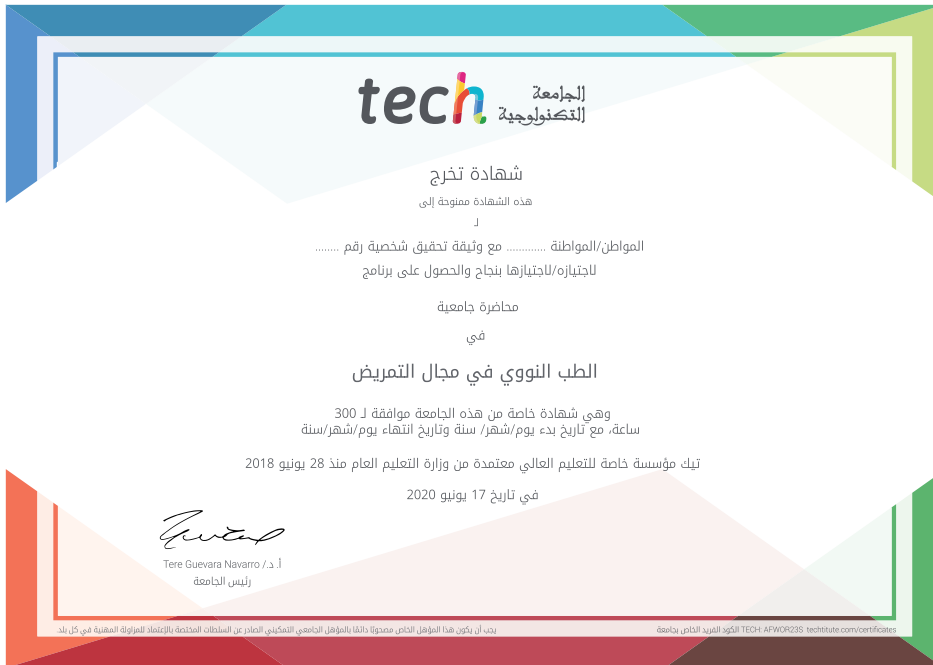 tech الجامعة
التكنولوجية
شهادة تخرج
هذه الشهادة ممنوحة إلى
لـ
المواطن/المواطنة ............ مع وثيقة تحقيق شخصية رقم ........
لاجتيازه/لاجتيازها بنجاح والحصول على برنامج
محاضرة جامعية
في
الطب النووي في مجال التمريض
وهي شهادة خاصة من هذه الجامعة موافقة لـ 300
ساعة، مع تاريخ بدء يوم/شهر/ سنة وتاريخ انتهاء يوم/شهر/سنة
تيك مؤسسة خاصة للتعليم العالي معتمدة من وزارة التعليم العام منذ 28 يونيو 2018
في تاريخ 17 يونيو 2020
أ. د./ Tere Guevara Navarro
رئيس الجامعة
الكود الفريد الخاص بجامعة TECH: AFWOR23S techtitute.com/certificates
يجب أن يكون هذا المؤهل الخاص مصحوبًا دائمًا بالمؤهل الجامعي التمكيني الصادر عن السلطات المختصة بالإعتماد للمزاولة المهنية في كل بلد.